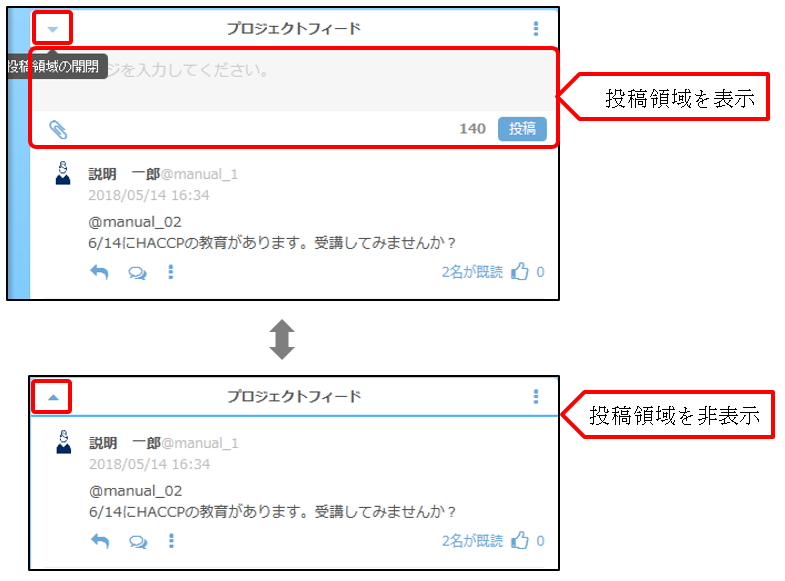 プロジェクトフィード
投稿領域の開閉
ジを入力してください。
投稿領域を表示
140 投稿
説明 一郎@manual_1
2018/05/14 16:34
@manual_02
6/14にHACCPの教育があります。受講してみませんか？
2名が既読 0
プロジェクトフィード
投稿領域を非表示
説明 一郎@manual_1
2018/05/14 16:34
@manual_02
6/14にHACCPの教育があります。受講してみませんか？
2名が既読 0